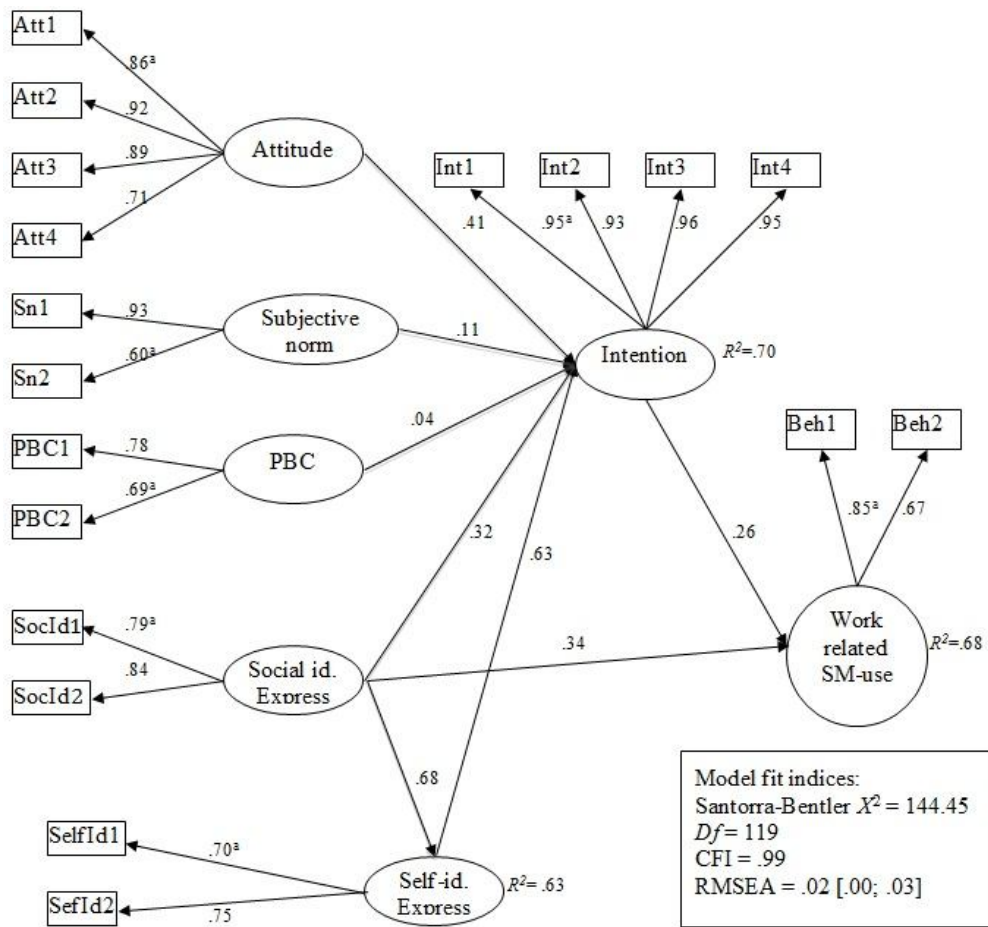 Att1
.86ª
Att2
.92
Att3
.89
.71
Att4
Attitude
Int1
Int2
Int3
Int4
.41
.95ª
.93
.96
.95
Sn1
.93
Sn2
.60ª
Subjective
norm
.11
Intention
R²=.70
PBC1
.78
PBC2
.69ª
PBC
.04
Beh1
Beh2
.85ª
.67
.32
.63
.26
SocId1
.79ª
.84
SocId2
Social id.
Express
.34
Work
related
SM-use
R²=.68
.68
SelfId1
.70ª
SefId2
.75
Self-id.
Express
R²= .63
Model fit indices:
Santorra-Bentler X² = 144.45
Df = 119
CFI = .99
RMSEA = .02 [.00; .03]